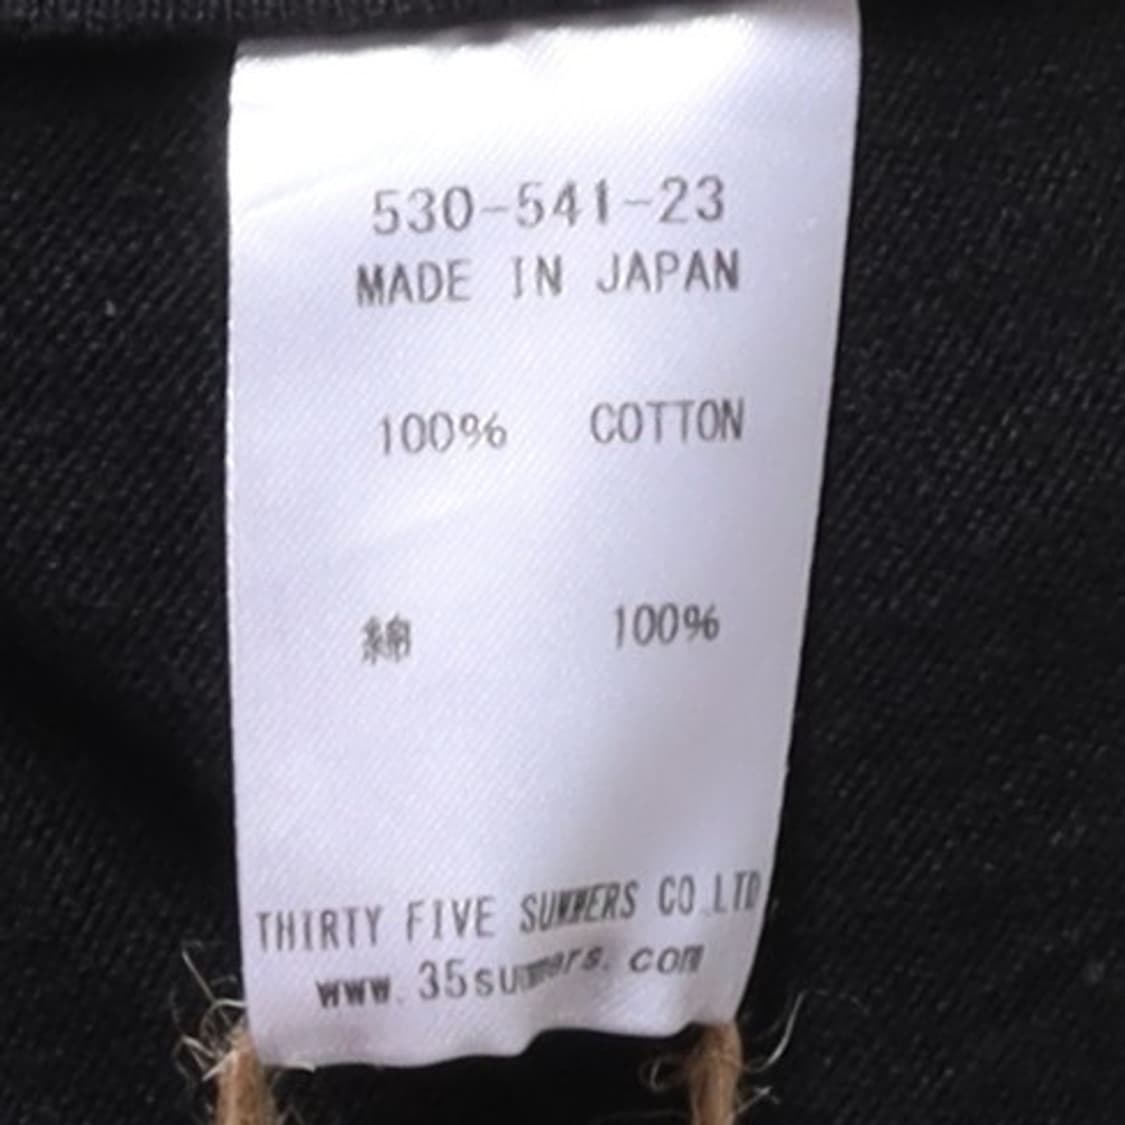 530-541-23
MADE IN JAPAN
100% COTTON
綿 100%
THIRTY FIVE SUMMERS CO.LTD
www.35summers.com